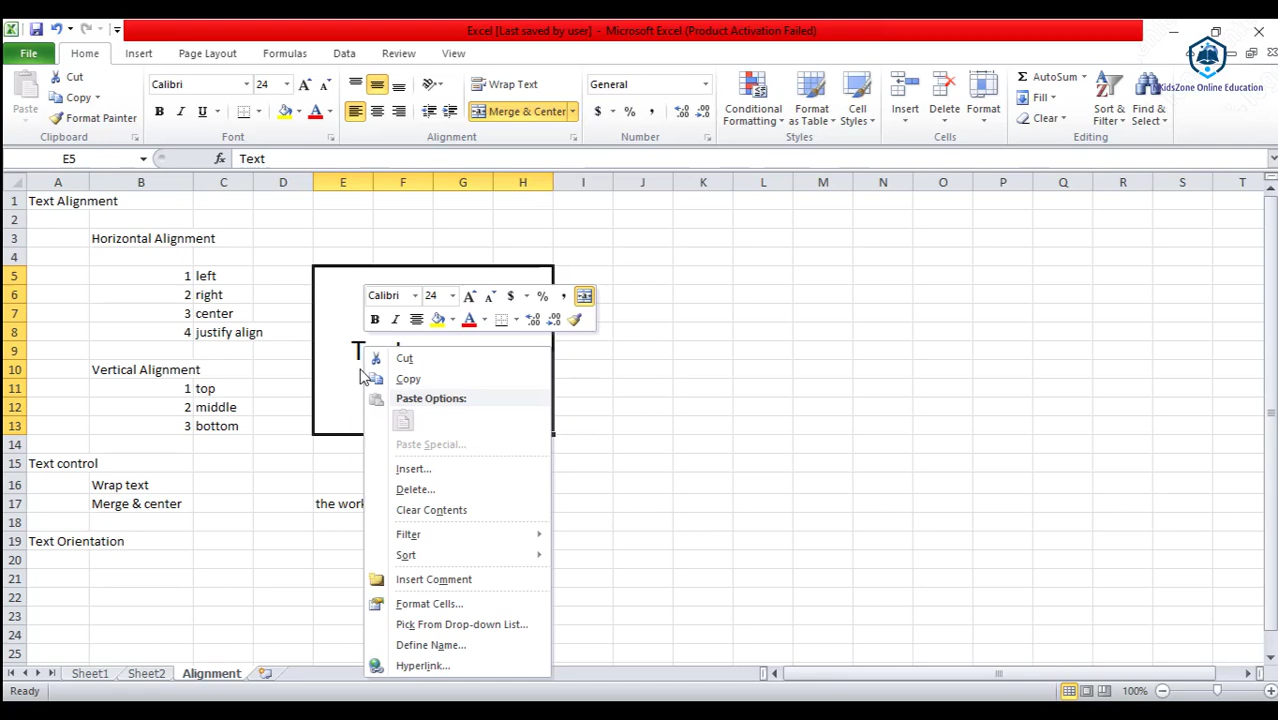 Excel [Last saved by user] - Microsoft Excel (Product Activation Failed)
File Home Insert Page Layout Formulas Data Review View
Paste
Cut
Copy
Format Painter
Clipboard
Calibri 24
B I U
Font
Wrap Text
Merge & Center
Alignment
General
$ % ,
Number
Conditional Formatting
Format as Table
Cell Styles
Styles
Insert
Delete
Format
Cells
AutoSum
Fill
Clear
Sort & Filter
Find & Select
Editing
KidsZone Online Education
E5 fx Text
A B C D E F G H I J K L M N O P Q R S T
1 Text Alignment
2
3 Horizontal Alignment
4
5 1 left
6 2 right
7 3 center
8 4 justify align
9
10 Vertical Alignment
11 1 top
12 2 middle
13 3 bottom
14
15 Text control
16 Wrap text
17 Merge & center the work
18
19 Text Orientation
20
21
22
23
24
25
Calibri 24 A A $ % ,
B I A
Cut
Copy
Paste Options:
Paste Special...
Insert...
Delete...
Clear Contents
Filter
Sort
Insert Comment
Format Cells...
Pick From Drop-down List...
Define Name...
Hyperlink...
Sheet1 Sheet2 Alignment
Ready 100%